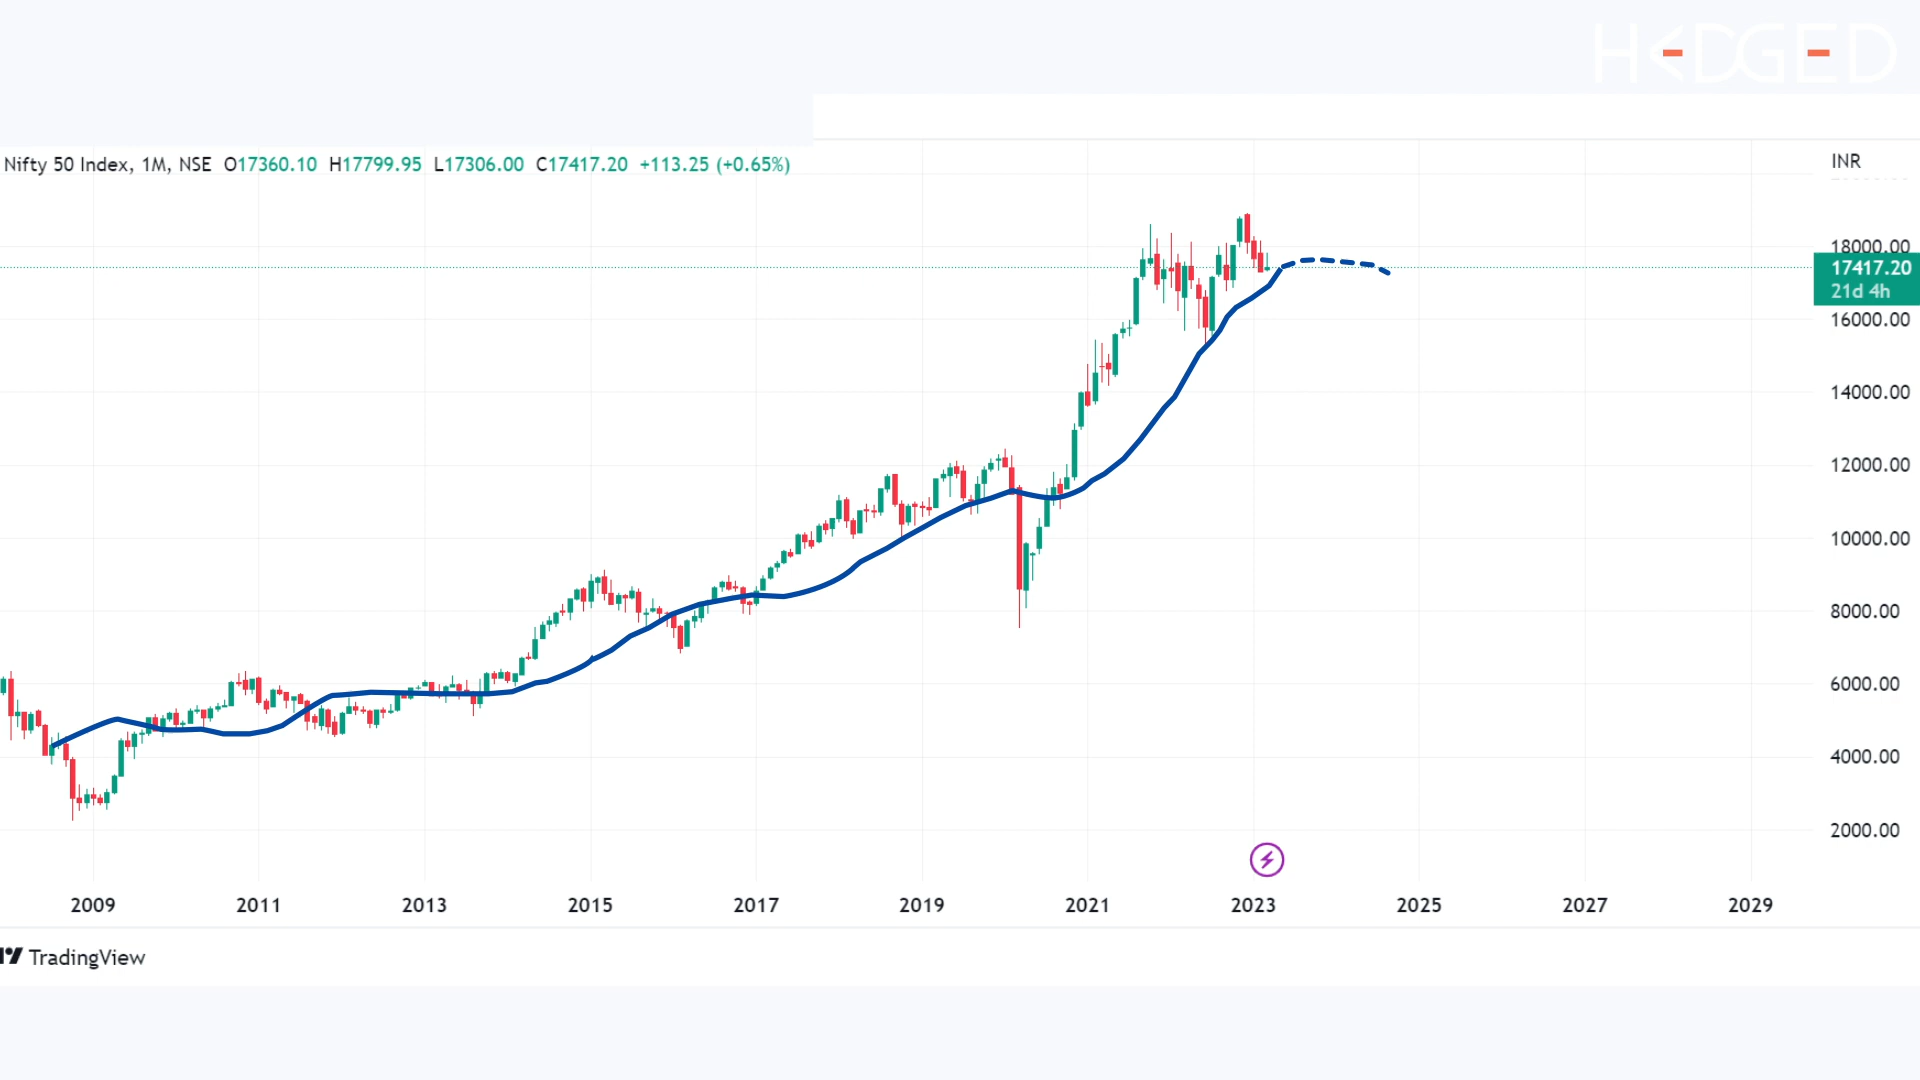 HEDGED
Nifty 50 Index, 1M, NSE O17360.10 H17799.95 L17306.00 C17417.20 +113.25 (+0.65%)
INR
18000.00
17417.20
21d 4h
16000.00
14000.00
12000.00
10000.00
8000.00
6000.00
4000.00
2000.00
2009 2011 2013 2015 2017 2019 2021 2023 2025 2027 2029
TradingView